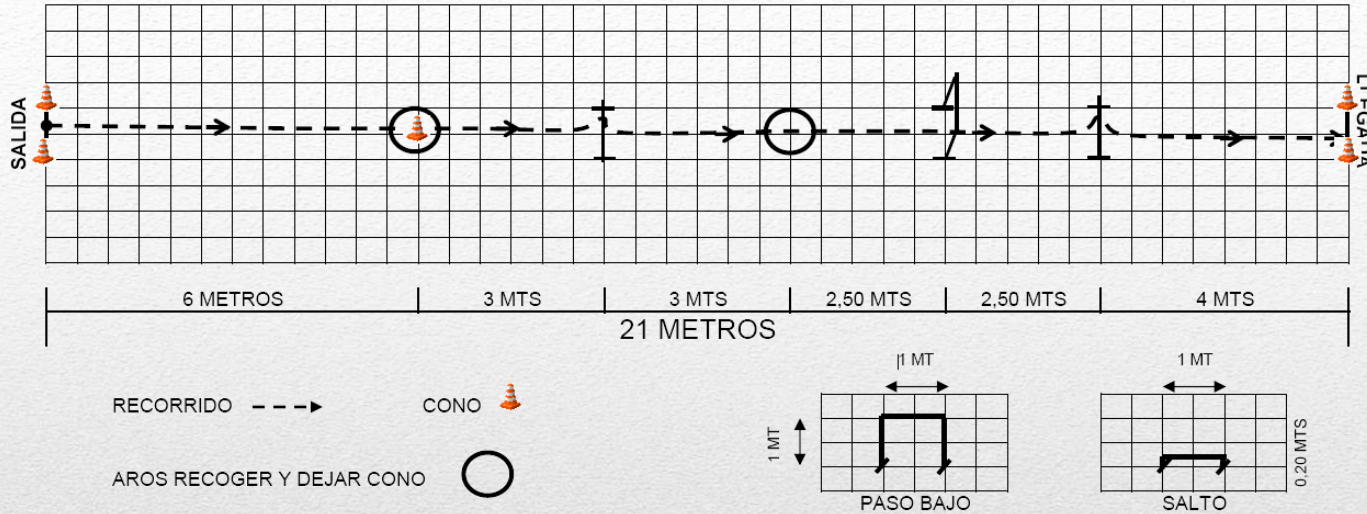 SALIDA
LLEGADA
6 METROS
3 MTS
3 MTS
2,50 MTS
2,50 MTS
4 MTS
21 METROS
RECORRIDO
CONO
AROS RECOGER Y DEJAR CONO
|1 MT
1 MT
PASO BAJO
1 MT
0,20 MTS
SALTO